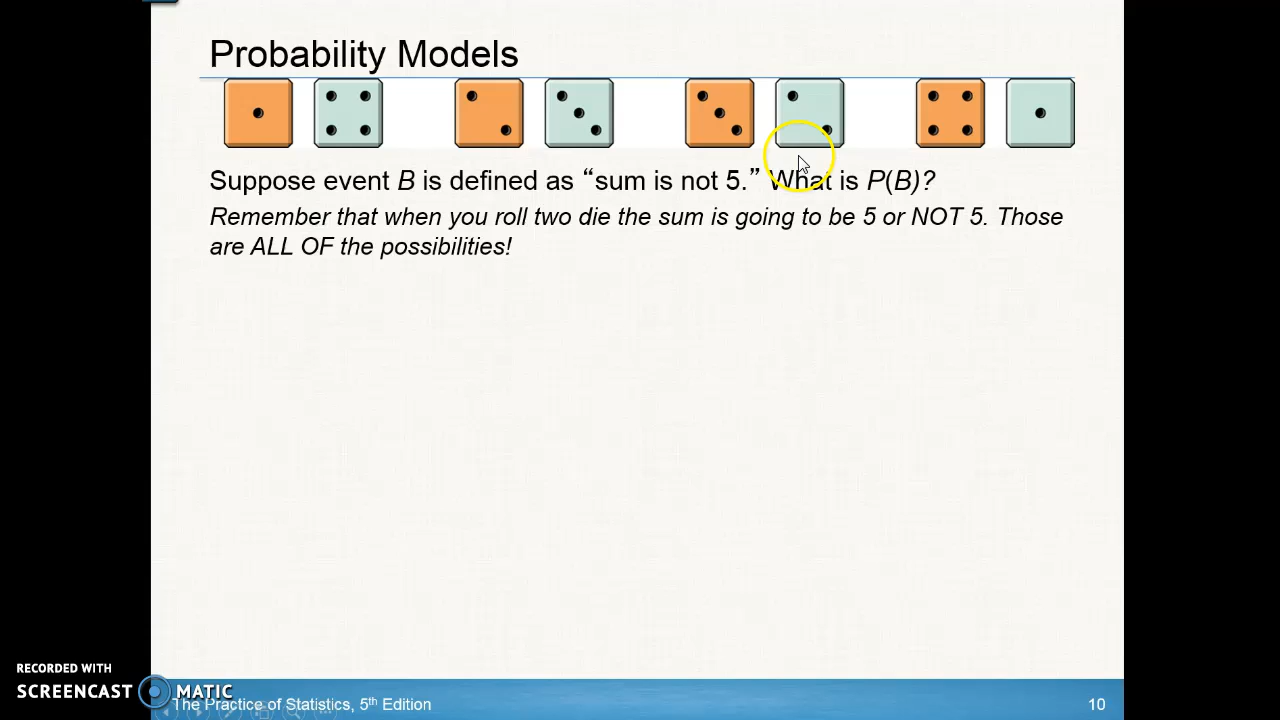 Probability Models
Suppose event B is defined as “sum is not 5.” What is P(B)?
Remember that when you roll two die the sum is going to be 5 or NOT 5. Those
are ALL OF the possibilities!
RECORDED WITH
SCREENCAST MATIC
The Practice of Statistics, 5th Edition
10